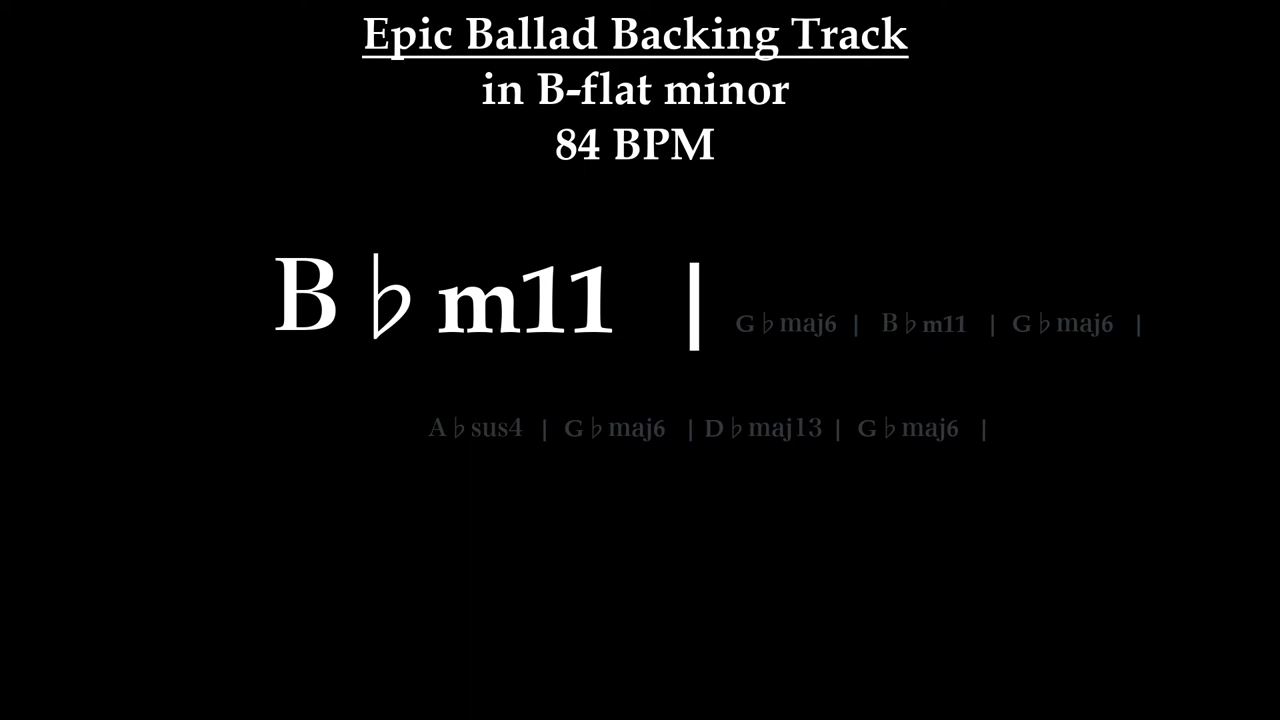 Epic Ballad Backing Track
in B-flat minor
84 BPM
B♭m11 | G♭maj6 | B♭m11 | G♭maj6 |
A♭sus4 | G♭maj6 | D♭maj13 | G♭maj6 |